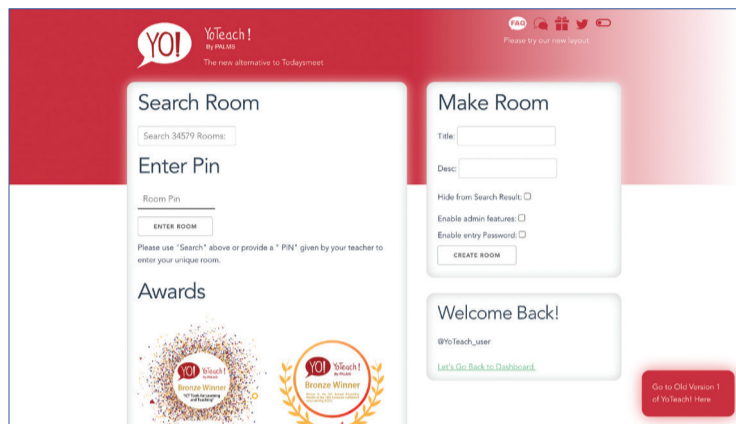 YO!
YoTeach!
By PALMS
The new alternative to Todaysmeet
FAQ
Please try our new layout.
Search Room
Search 34579 Rooms:
Enter Pin
Room Pin
ENTER ROOM
Please use "Search" above or provide a " PIN" given by your teacher to
enter your unique room.
Awards
YO! YoTeach!
By PALMS
Bronze Winner
YO! YoTeach!
By PALMS
Bronze Winner
Make Room
Title:
Desc:
Hide from Search Result:
Enable admin features:
Enable entry Password:
CREATE ROOM
Welcome Back!
@YoTeach_user
Let's Go Back to Dashboard.
Go to Old Version 1
of YoTeach! Here